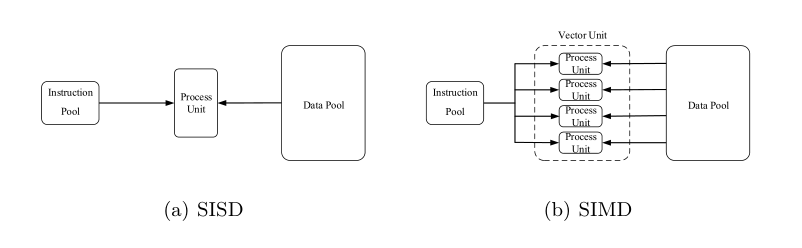 Instruction
Pool
Process
Unit
Data Pool
(a) SISD
Vector Unit
Instruction
Pool
Process
Unit
Process
Unit
Process
Unit
Process
Unit
Data Pool
(b) SIMD